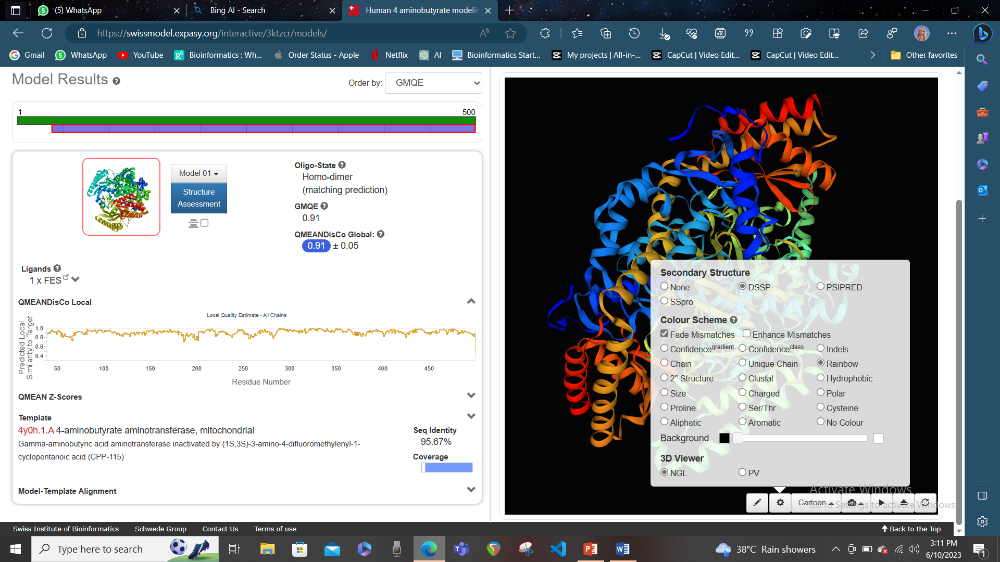 (5) WhatsApp
Bing AI - Search
Human 4 aminobutyrate modelin
https://swissmodel.expasy.org/interactive/3ktzcr/models/
Gmail
WhatsApp
YouTube
Bioinformatics : Wh...
Order Status - Apple
Netflix
AI
Bioinformatics Start...
My projects | All-in-...
CapCut | Video Edit...
CapCut | Video Edit...
Other favorites
Model Results
Order by: GMQE
1 500
Model 01
Structure
Assessment
Oligo-State
Homo-dimer
(matching prediction)
GMQE
0.91
QMEANDisCo Global:
0.91 ± 0.05
Ligands
1 x FES
QMEANDisCo Local
Local Quality Estimate - All Chains
Predicted Local
Similarity to Target
1.0
0.8
0.6
0.4
50 100 150 200 250 300 350 400 450
Residue Number
QMEAN Z-Scores
Template
4y0h.1.A 4-aminobutyrate aminotransferase, mitochondrial
Gamma-aminobutyric acid aminotransferase inactivated by (1S,3S)-3-amino-4-difluoromethylenyl-1-
cyclopentanoic acid (CPP-115)
Seq Identity
95.67%
Coverage
Model-Template Alignment
Secondary Structure
None DSSP PSIPRED
SSpro
Colour Scheme
Fade Mismatches Enhance Mismatches
Confidence gradient Confidence class Indels
Chain Unique Chain Rainbow
2° Structure Clustal Hydrophobic
Size Charged Polar
Proline Ser/Thr Cysteine
Aliphatic Aromatic No Colour
Background
3D Viewer
NGL PV
Activate Windows
Go to Settings to activate Windows.
Cartoon
Swiss Institute of Bioinformatics Schwede Group Contact Us Terms of use
Back to the Top
Type here to search
38°C Rain showers
3:11 PM
6/10/2023
1